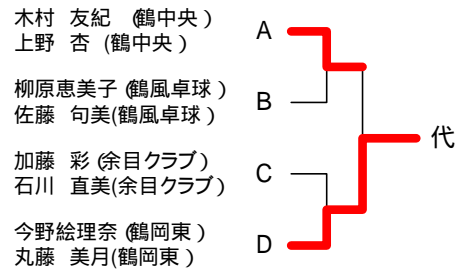 木村 友紀 (鶴中央)
上野 杏 (鶴中央)
A
柳原恵美子 (鶴風卓球)
佐藤 句美(鶴風卓球)
B
加藤 彩 (余目クラブ)
石川 直美(余目クラブ)
C
今野絵理奈 (鶴岡東)
丸藤 美月(鶴岡東)
D
代